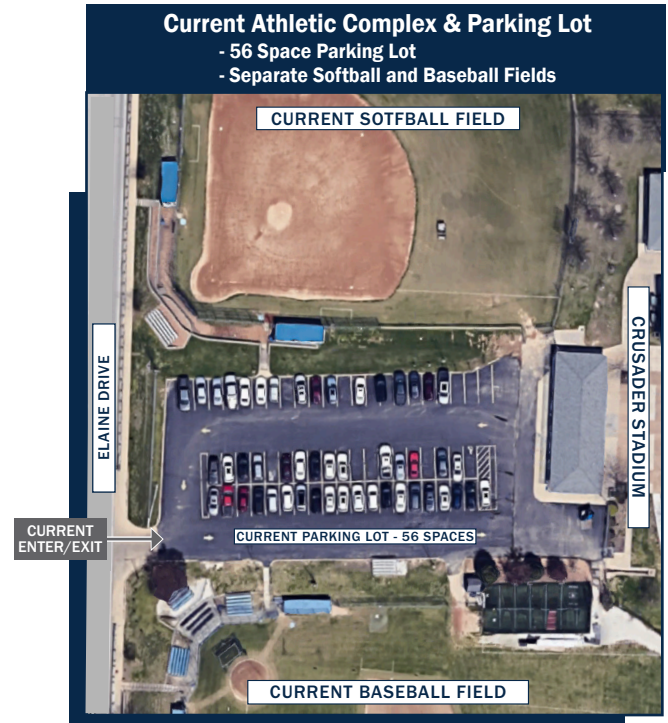 Current Athletic Complex & Parking Lot
- 56 Space Parking Lot
- Separate Softball and Baseball Fields
CURRENT SOTFBALL FIELD
ELAINE DRIVE
CRUSADER STADIUM
CURRENT
ENTER/EXIT
CURRENT PARKING LOT - 56 SPACES
CURRENT BASEBALL FIELD